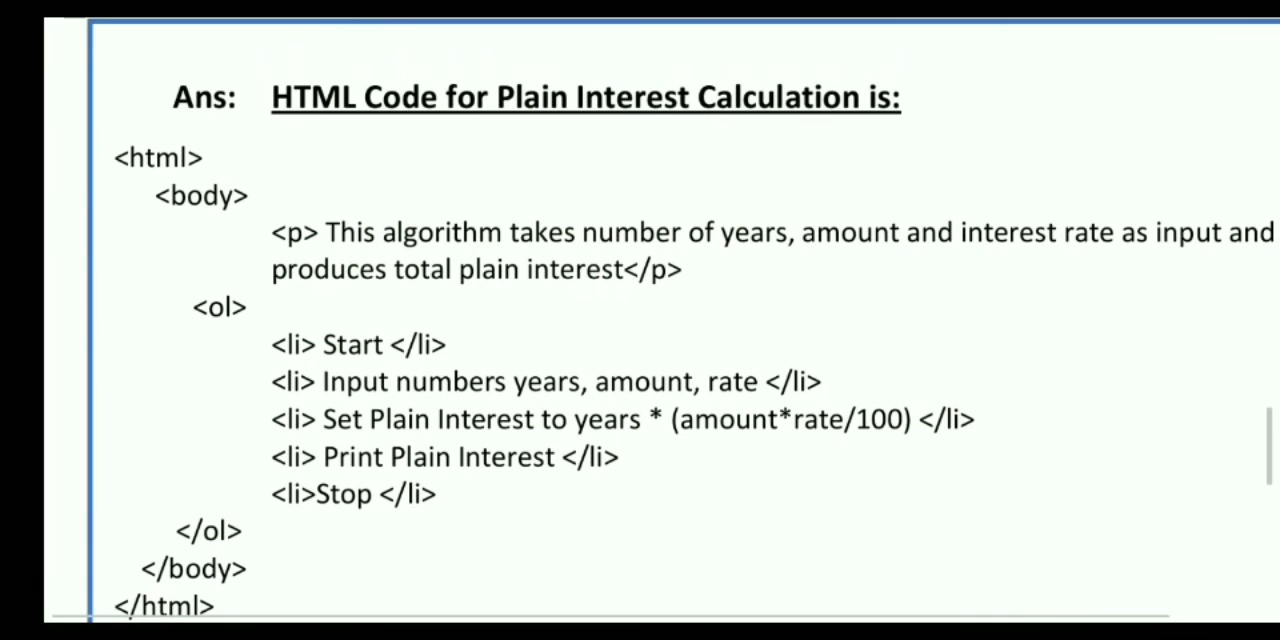 Ans: HTML Code for Plain Interest Calculation is:
<html>
<body>
<p> This algorithm takes number of years, amount and interest rate as input and
produces total plain interest</p>
<ol>
<li> Start </li>
<li> Input numbers years, amount, rate </li>
<li> Set Plain Interest to years * (amount*rate/100) </li>
<li> Print Plain Interest </li>
<li>Stop </li>
</ol>
</body>
</html>